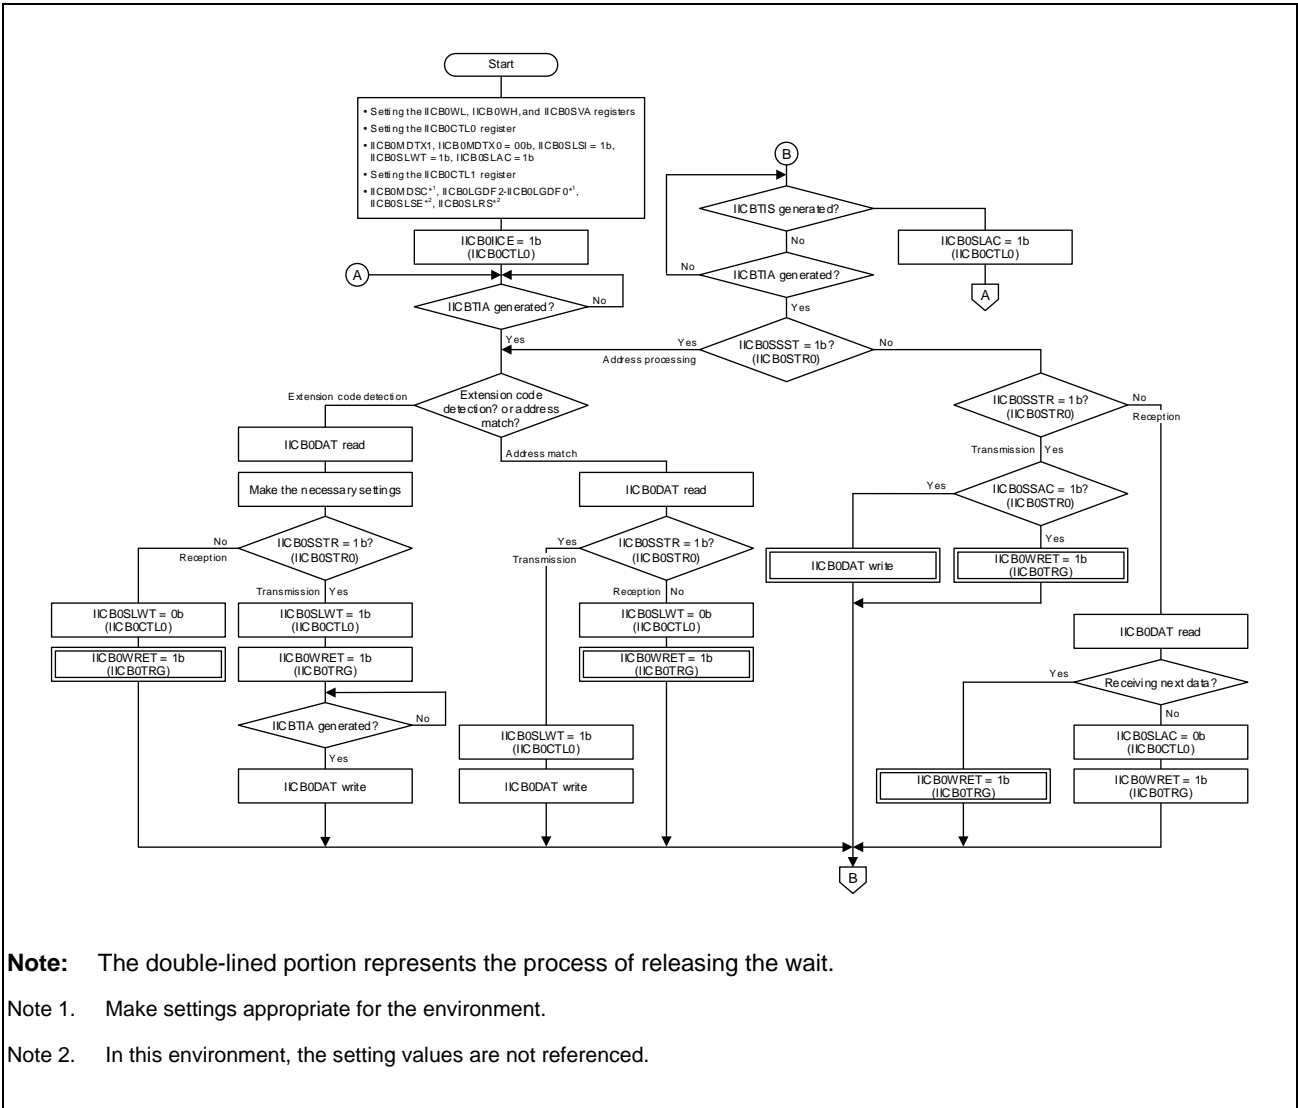 Start
• Setting the IICB0WL, IICB0WH, and IICB0SVA registers
• Setting the IICB0CTL0 register
• IICB0MDTX1, IICB0MDTX0 = 00b, IICB0SLSI = 1b,
IICB0SLWT = 1b, IICB0SLAC = 1b
• Setting the IICB0CTL1 register
• IICB0MDSC*1, IICB0LGDF2-IICB0LGDF0*1,
IICB0SLSE*2, IICB0SLRS*2
IICB0IICE = 1b
(IICB0CTL0)
A
IICBTIA generated?
No
Yes
B
IICBTIS generated?
No
IICB0SLAC = 1b
(IICB0CTL0)
A
No
IICBTIA generated?
Yes
Yes
Address processing
IICB0SSST = 1b?
(IICB0STR0)
No
Extension code detection
Extension code
detection? or address
match?
Address match
IICB0DAT read
Make the necessary settings
No
Reception
IICB0SSTR = 1b?
(IICB0STR0)
Transmission Yes
IICB0SLWT = 0b
(IICB0CTL0)
IICB0WRET = 1b
(IICB0TRG)
IICB0SLWT = 1b
(IICB0CTL0)
IICB0WRET = 1b
(IICB0TRG)
IICBTIA generated?
No
Yes
IICB0DAT write
IICB0DAT read
Yes
Transmission
IICB0SSTR = 1b?
(IICB0STR0)
Reception No
IICB0SLWT = 0b
(IICB0CTL0)
IICB0WRET = 1b
(IICB0TRG)
IICB0SLWT = 1b
(IICB0CTL0)
IICB0DAT write
IICB0SSTR = 1b?
(IICB0STR0)
No
Reception
Transmission Yes
Yes
IICB0SSAC = 1b?
(IICB0STR0)
Yes
IICB0DAT write
IICB0WRET = 1b
(IICB0TRG)
IICB0DAT read
Yes
Receiving next data?
No
IICB0SLAC = 0b
(IICB0CTL0)
IICB0WRET = 1b
(IICB0TRG)
IICB0WRET = 1b
(IICB0TRG)
B
Note: The double-lined portion represents the process of releasing the wait.
Note 1. Make settings appropriate for the environment.
Note 2. In this environment, the setting values are not referenced.